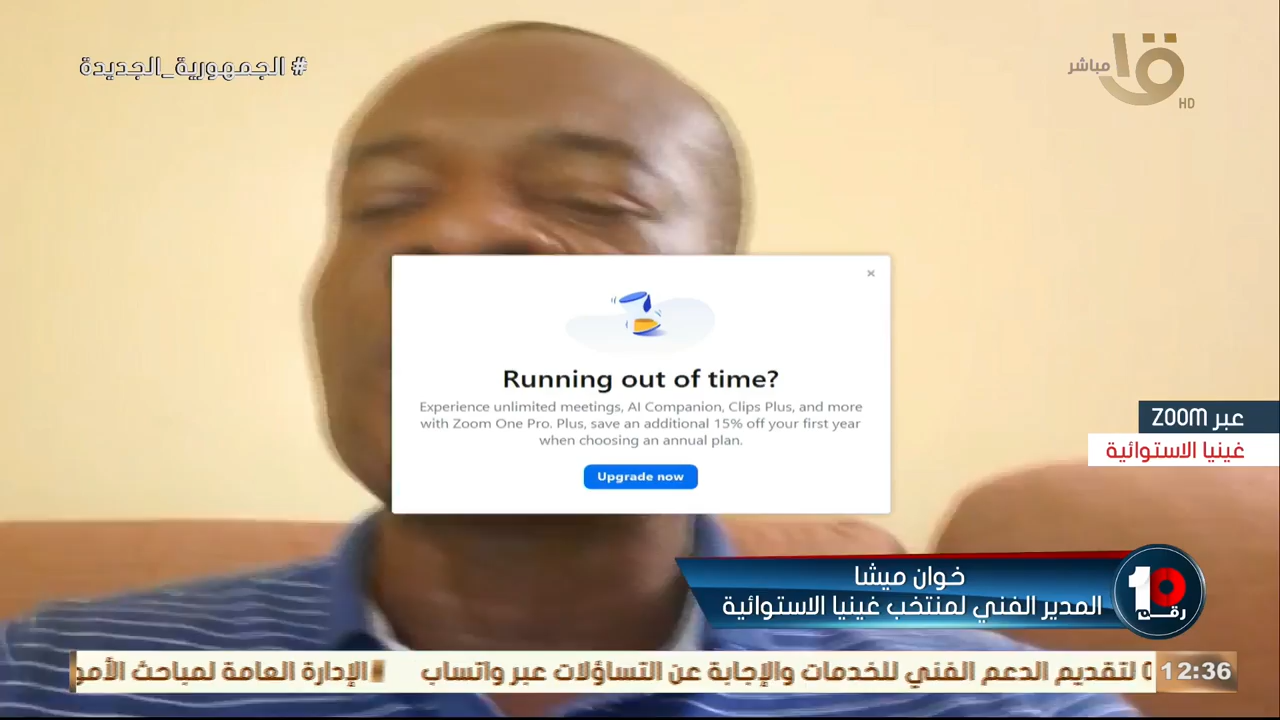 # الجمهورية_الجديدة
مباشر
HD
×
Running out of time?
Experience unlimited meetings, AI Companion, Clips Plus, and more
with Zoom One Pro. Plus, save an additional 15% off your first year
when choosing an annual plan.
Upgrade now
عبر ZOOM
غينيا الاستوائية
خوان ميشا
المدير الفني لمنتخب غينيا الاستوائية
10
رقم
لتقديم الدعم الفني للخدمات والإجابة عن التساؤلات عبر واتساب
الإدارة العامة لمباحث
12:36